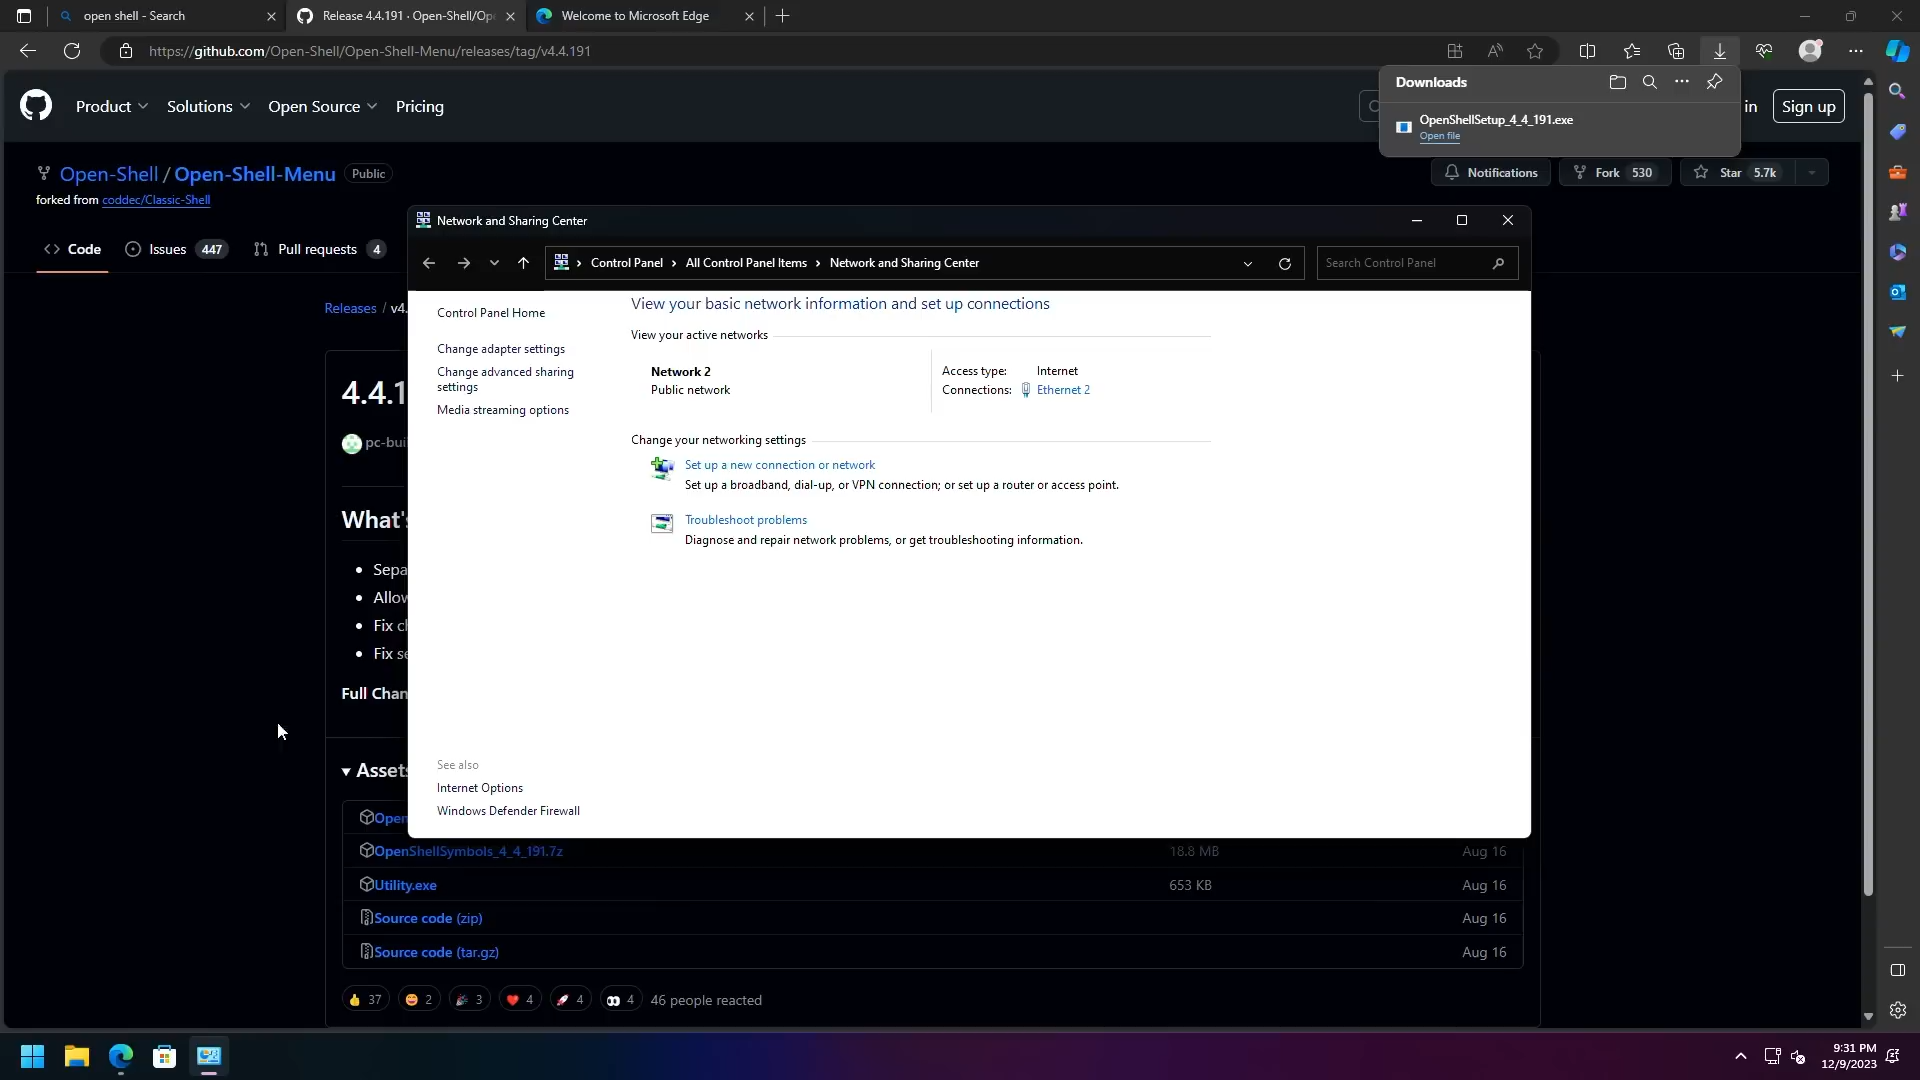 open shell - Search
Release 4.4.191 · Open-Shell/Ope
Welcome to Microsoft Edge
https://github.com/Open-Shell/Open-Shell-Menu/releases/tag/v4.4.191
Downloads
OpenShellSetup_4_4_191.exe
Open file
Product
Solutions
Open Source
Pricing
in
Sign up
Open-Shell / Open-Shell-Menu
Public
forked from coddec/Classic-Shell
Notifications
Fork 530
Star 5.7k
Code
Issues 447
Pull requests 4
Network and Sharing Center
Control Panel
All Control Panel Items
Network and Sharing Center
Search Control Panel
Releases / v4.
4.4.1
pc-bui
What's
Sepa
Allow
Fix
Fix
Full Chan
Assets
Control Panel Home
Change adapter settings
Change advanced sharing
settings
Media streaming options
View your basic network information and set up connections
View your active networks
Network 2
Public network
Access type: Internet
Connections: Ethernet 2
Change your networking settings
Set up a new connection or network
Set up a broadband, dial-up, or VPN connection; or set up a router or access point.
Troubleshoot problems
Diagnose and repair network problems, or get troubleshooting information.
See also
Internet Options
Windows Defender Firewall
Open
OpenShellSymbols_4_4_191.7z 18.8 MB Aug 16
Utility.exe 653 KB Aug 16
Source code (zip) Aug 16
Source code (tar.gz) Aug 16
37 2 3 4 4 4 46 people reacted
9:31 PM
12/9/2023